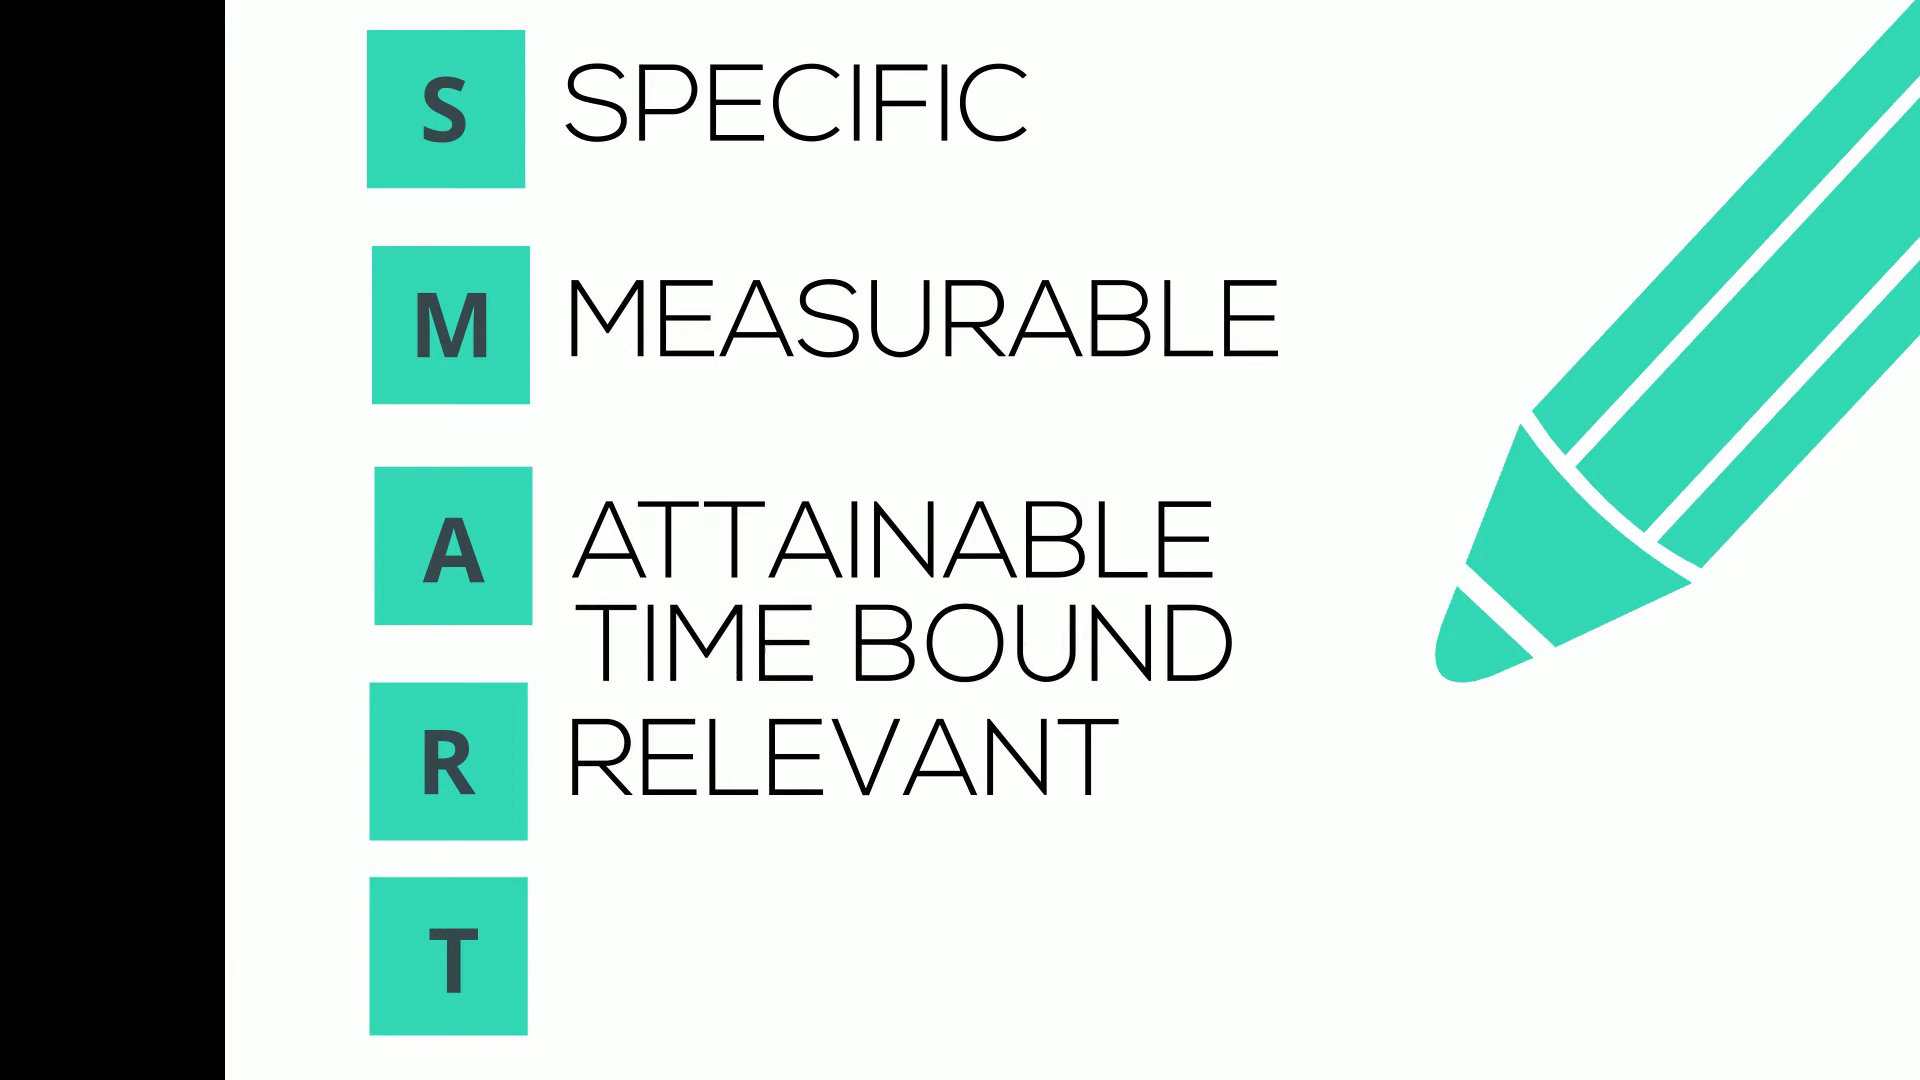 S SPECIFIC
M MEASURABLE
A ATTAINABLE
TIME BOUND
R RELEVANT
T